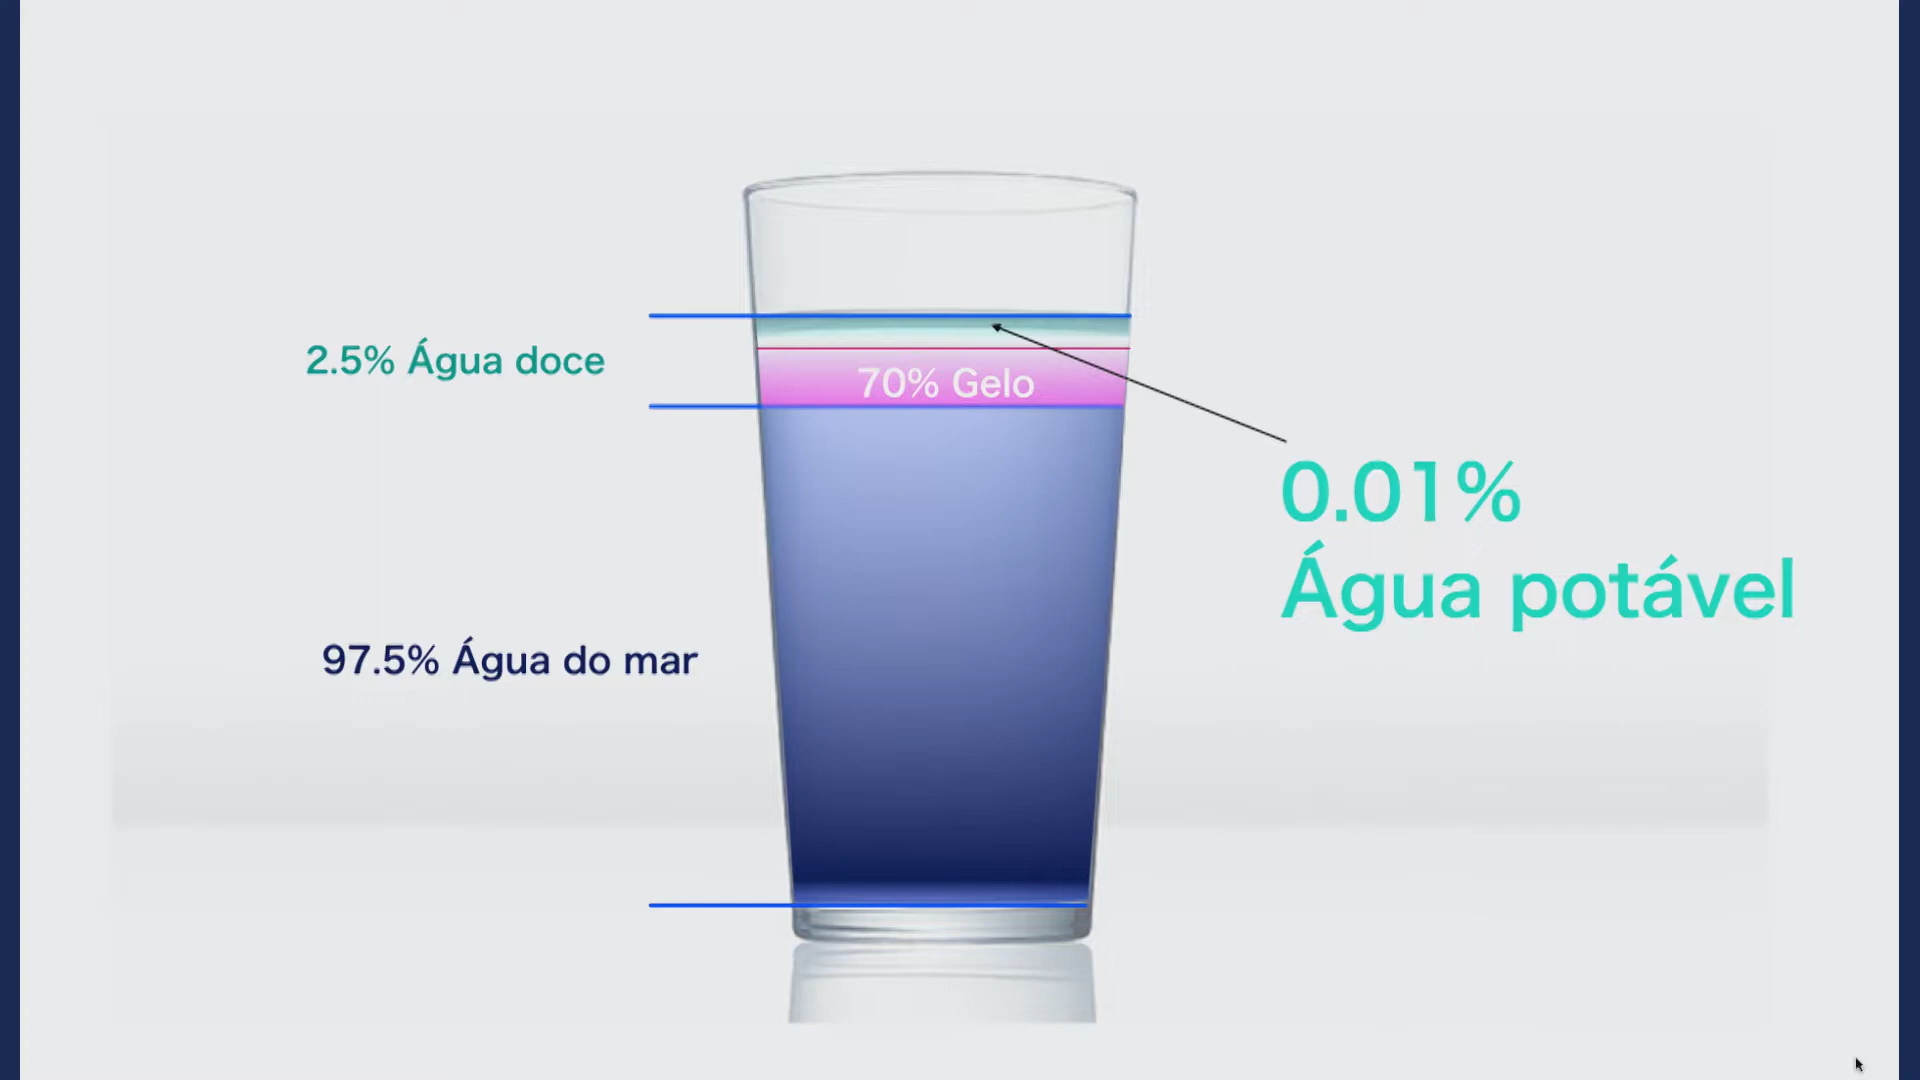 2.5% Água doce
70% Gelo
0.01%
Água potável
97.5% Água do mar